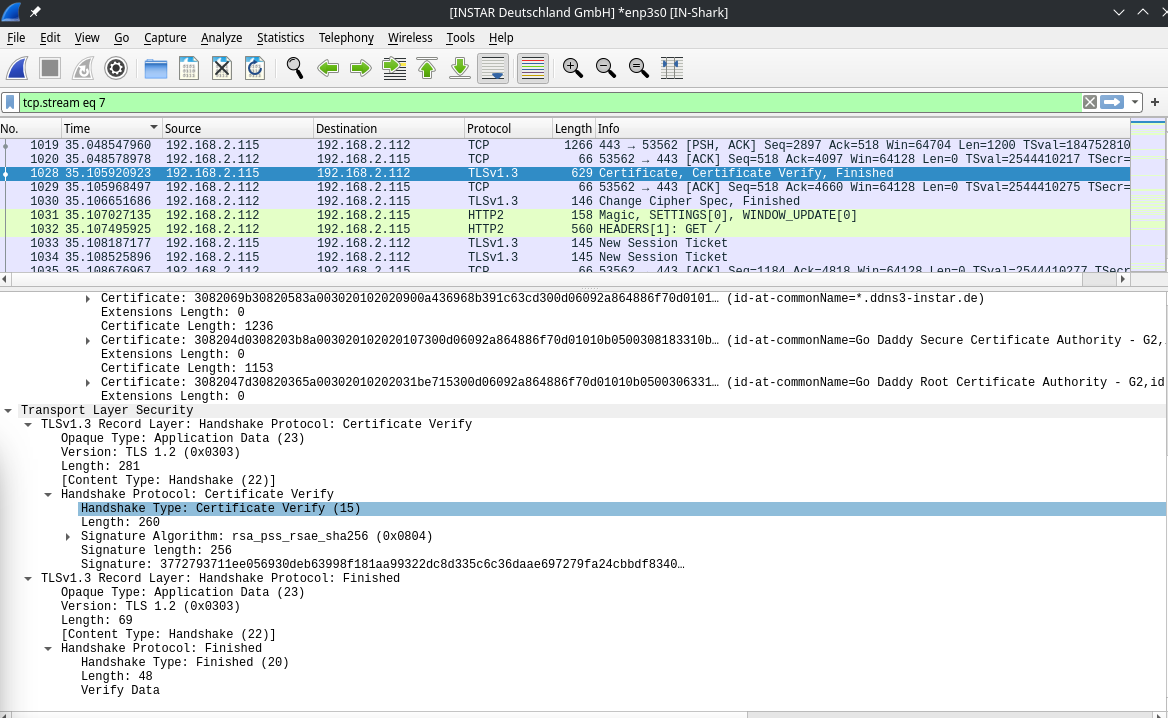 [INSTAR Deutschland GmbH] *enp3s0 [IN-Shark]
File Edit View Go Capture Analyze Statistics Telephony Wireless Tools Help
tcp.stream eq 7
No. Time Source Destination Protocol Length Info
1019 35.048547960 192.168.2.115 192.168.2.112 TCP 1266 443 → 53562 [PSH, ACK] Seq=2897 Ack=518 Win=64704 Len=1200 TSval=184752810
1020 35.048578978 192.168.2.112 192.168.2.115 TCP 66 53562 → 443 [ACK] Seq=518 Ack=4097 Win=64128 Len=0 TSval=2544410217 TSecr=
1028 35.105920923 192.168.2.115 192.168.2.112 TLSv1.3 629 Certificate, Certificate Verify, Finished
1029 35.105968497 192.168.2.112 192.168.2.115 TCP 66 53562 → 443 [ACK] Seq=518 Ack=4660 Win=64128 Len=0 TSval=2544410275 TSecr=
1030 35.106651686 192.168.2.112 192.168.2.115 TLSv1.3 146 Change Cipher Spec, Finished
1031 35.107027135 192.168.2.112 192.168.2.115 HTTP2 158 Magic, SETTINGS[0], WINDOW_UPDATE[0]
1032 35.107495925 192.168.2.112 192.168.2.115 HTTP2 560 HEADERS[1]: GET /
1033 35.108187177 192.168.2.115 192.168.2.112 TLSv1.3 145 New Session Ticket
1034 35.108525896 192.168.2.115 192.168.2.112 TLSv1.3 145 New Session Ticket
1035 35.108676967 192.168.2.112 192.168.2.115 TCP 66 53562 → 443 [ACK] Seq=1184 Ack=4818 Win=64128 Len=0 TSval=2544410277 TSecr
Certificate: 3082069b30820583a003020102020900a436968b391c63cd300d06092a864886f70d0101… (id-at-commonName=*.ddns3-instar.de)
Extensions Length: 0
Certificate Length: 1236
Certificate: 308204d0308203b8a003020102020107300d06092a864886f70d01010b0500308183310b… (id-at-commonName=Go Daddy Secure Certificate Authority - G2,i
Extensions Length: 0
Certificate Length: 1153
Certificate: 3082047d30820365a00302010202031be715300d06092a864886f70d01010b0500306331… (id-at-commonName=Go Daddy Root Certificate Authority - G2,id
Extensions Length: 0
Transport Layer Security
TLSv1.3 Record Layer: Handshake Protocol: Certificate Verify
Opaque Type: Application Data (23)
Version: TLS 1.2 (0x0303)
Length: 281
[Content Type: Handshake (22)]
Handshake Protocol: Certificate Verify
Handshake Type: Certificate Verify (15)
Length: 260
Signature Algorithm: rsa_pss_rsae_sha256 (0x0804)
Signature length: 256
Signature: 3772793711ee056930deb63998f181aa99322dc8d335c6c36daae697279fa24cbbdf8340…
TLSv1.3 Record Layer: Handshake Protocol: Finished
Opaque Type: Application Data (23)
Version: TLS 1.2 (0x0303)
Length: 69
[Content Type: Handshake (22)]
Handshake Protocol: Finished
Handshake Type: Finished (20)
Length: 48
Verify Data